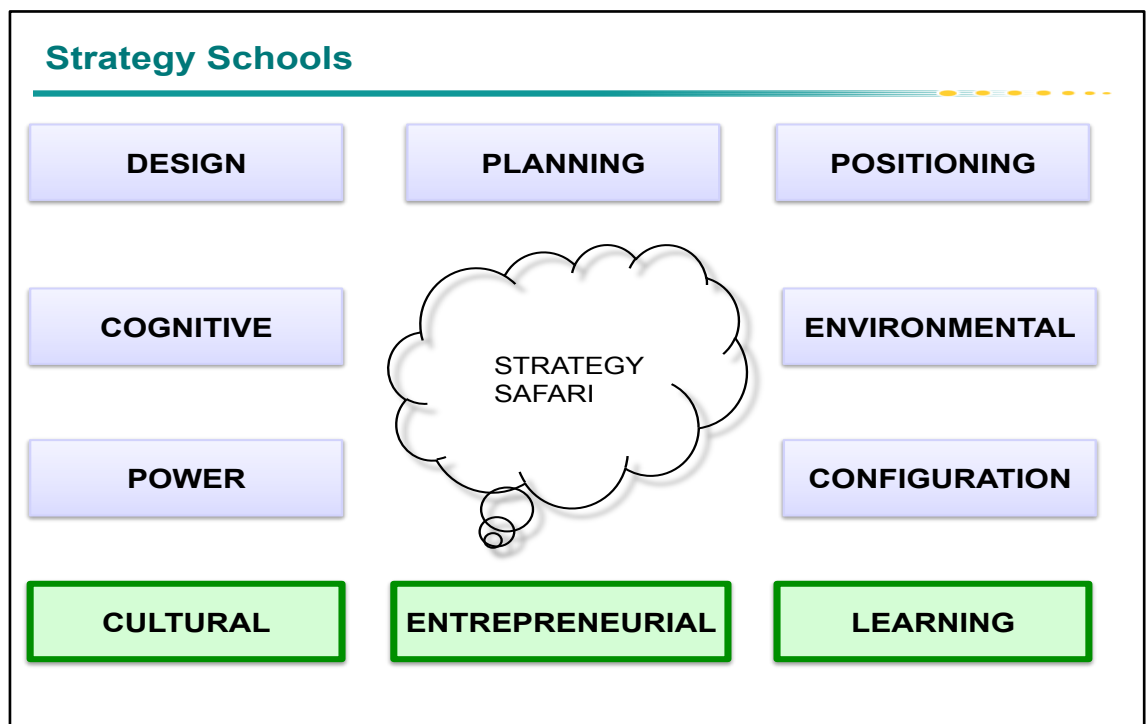 Strategy Schools
DESIGN
PLANNING
POSITIONING
COGNITIVE
STRATEGY
SAFARI
ENVIRONMENTAL
POWER
CONFIGURATION
CULTURAL
ENTREPRENEURIAL
LEARNING